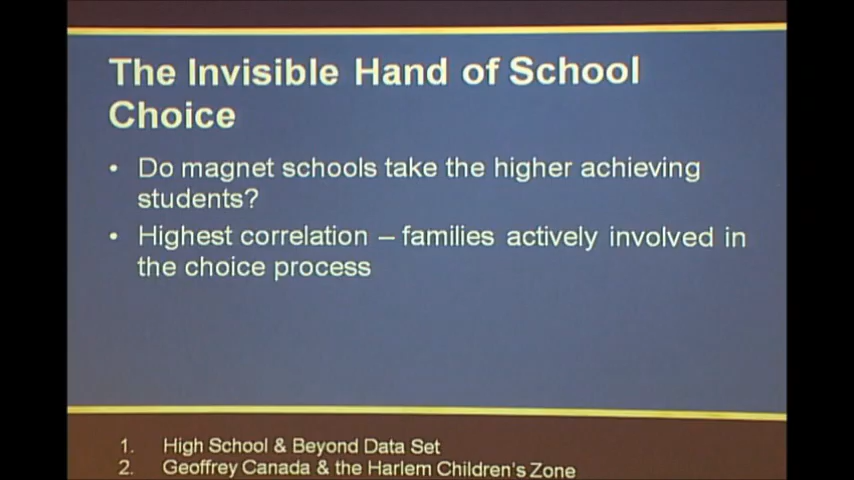 The Invisible Hand of School
Choice
• Do magnet schools take the higher achieving
students?
• Highest correlation – families actively involved in
the choice process
1. High School & Beyond Data Set
2. Geoffrey Canada & the Harlem Children's Zone